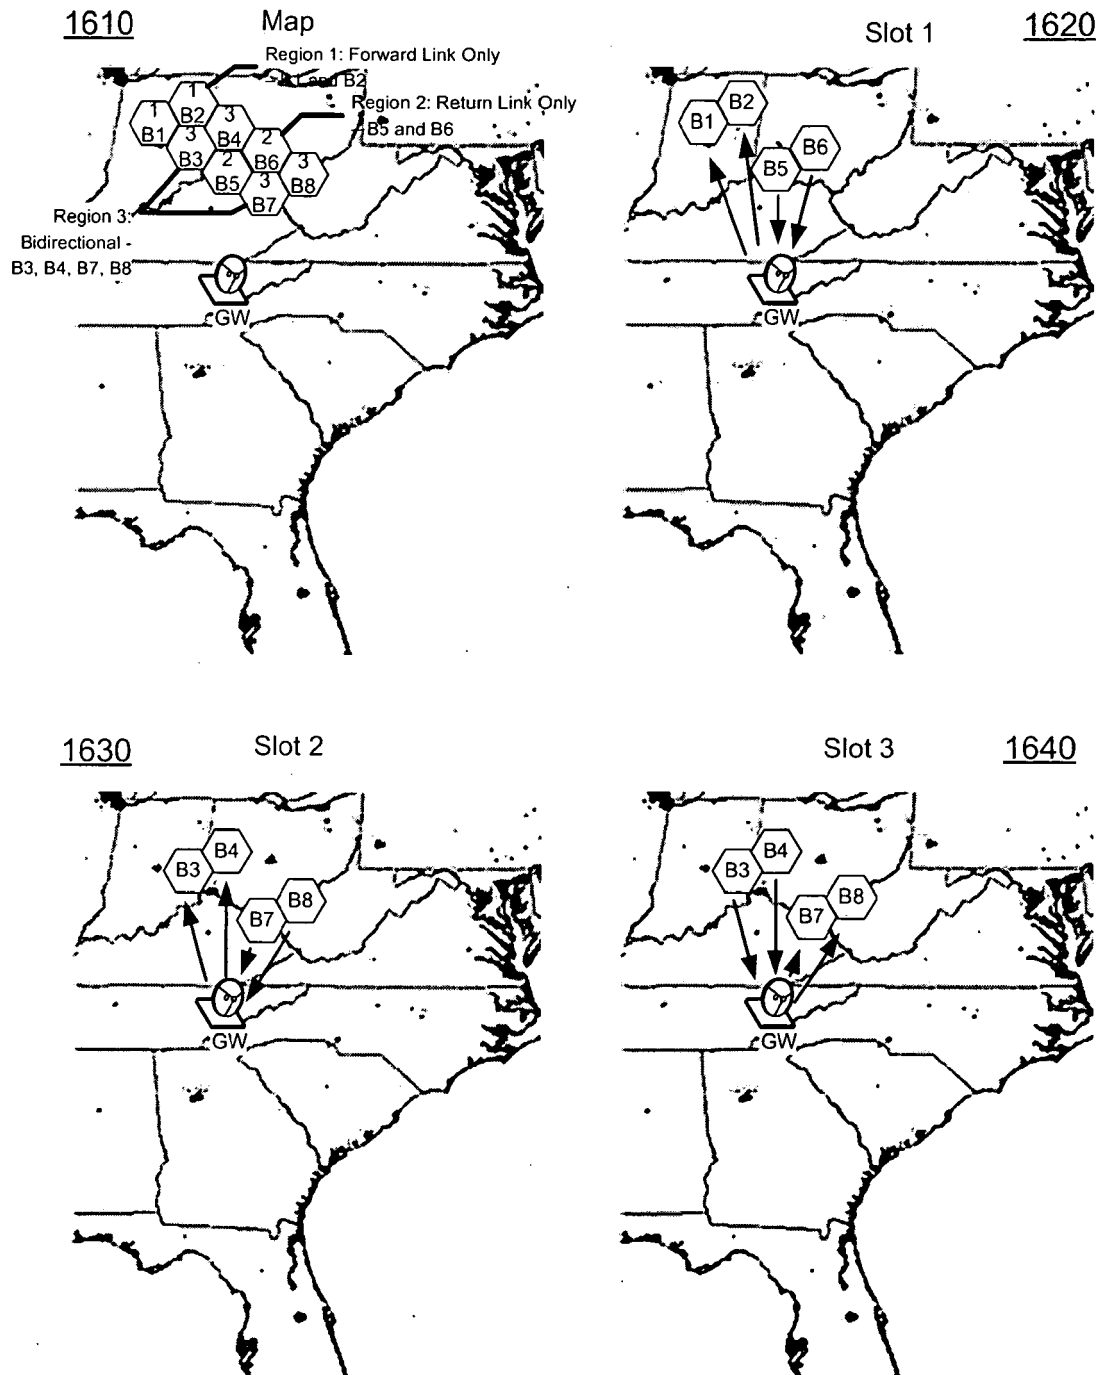 1610
Map
Region 1: Forward Link Only
and B2
Region 2: Return Link Only
B5 and B6
1
B1
1
B2
3
B3
3
B4
2
B5
2
B6
3
B7
3
B8
Region 3:
Bidirectional -
B3, B4, B7, B8
GW
Slot 1
1620
B1
B2
B5
B6
GW
1630
Slot 2
B3
B4
B7
B8
GW
Slot 3
1640
B3
B4
B7
B8
GW